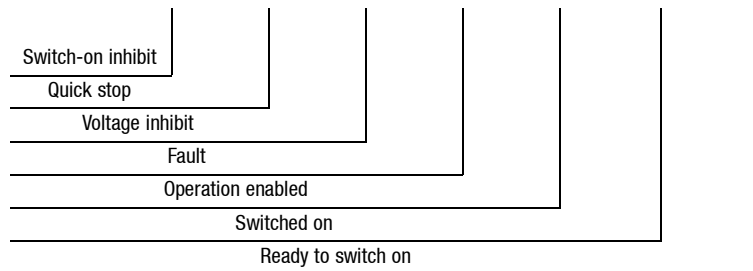 Switch-on inhibit
Quick stop
Voltage inhibit
Fault
Operation enabled
Switched on
Ready to switch on